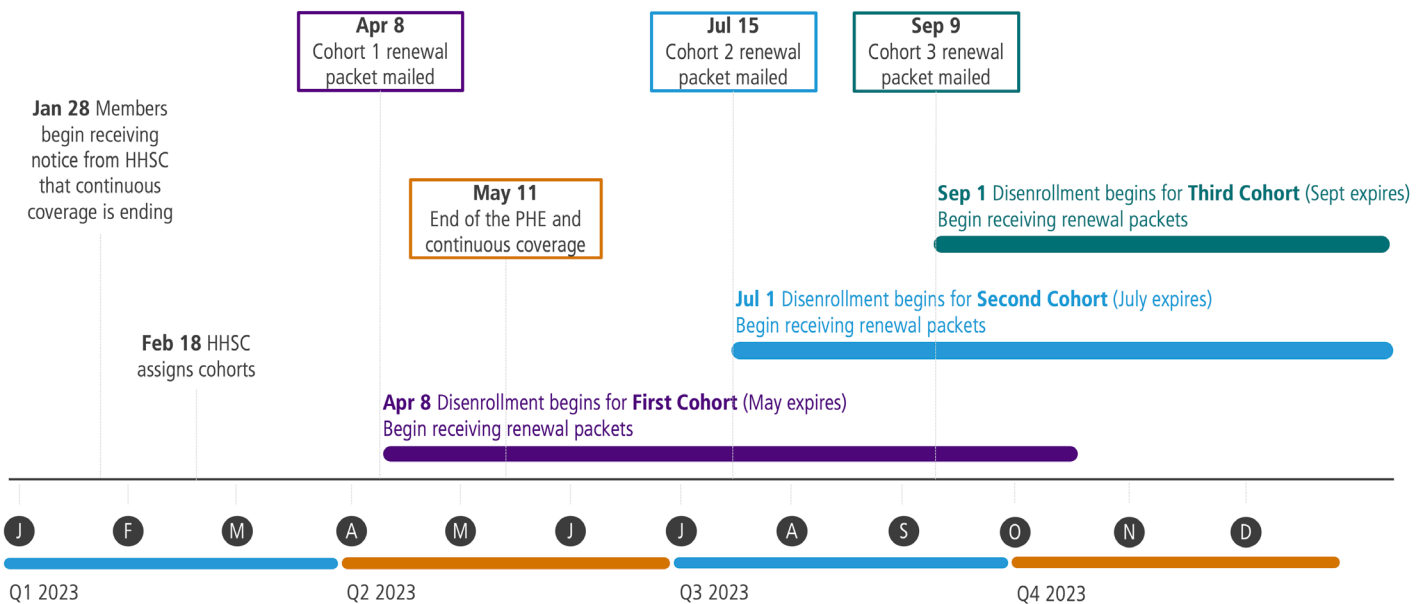 Apr 8
Cohort 1 renewal
packet mailed
Jul 15
Cohort 2 renewal
packet mailed
Sep 9
Cohort 3 renewal
packet mailed
Jan 28 Members
begin receiving
notice from HHSC
that continuous
coverage is ending
May 11
End of the PHE and
continuous coverage
Sep 1 Disenrollment begins for Third Cohort (Sept expires)
Begin receiving renewal packets
Jul 1 Disenrollment begins for Second Cohort (July expires)
Begin receiving renewal packets
Feb 18 HHSC
assigns cohorts
Apr 8 Disenrollment begins for First Cohort (May expires)
Begin receiving renewal packets
J F M A M J J A S O N D
Q1 2023 Q2 2023 Q3 2023 Q4 2023